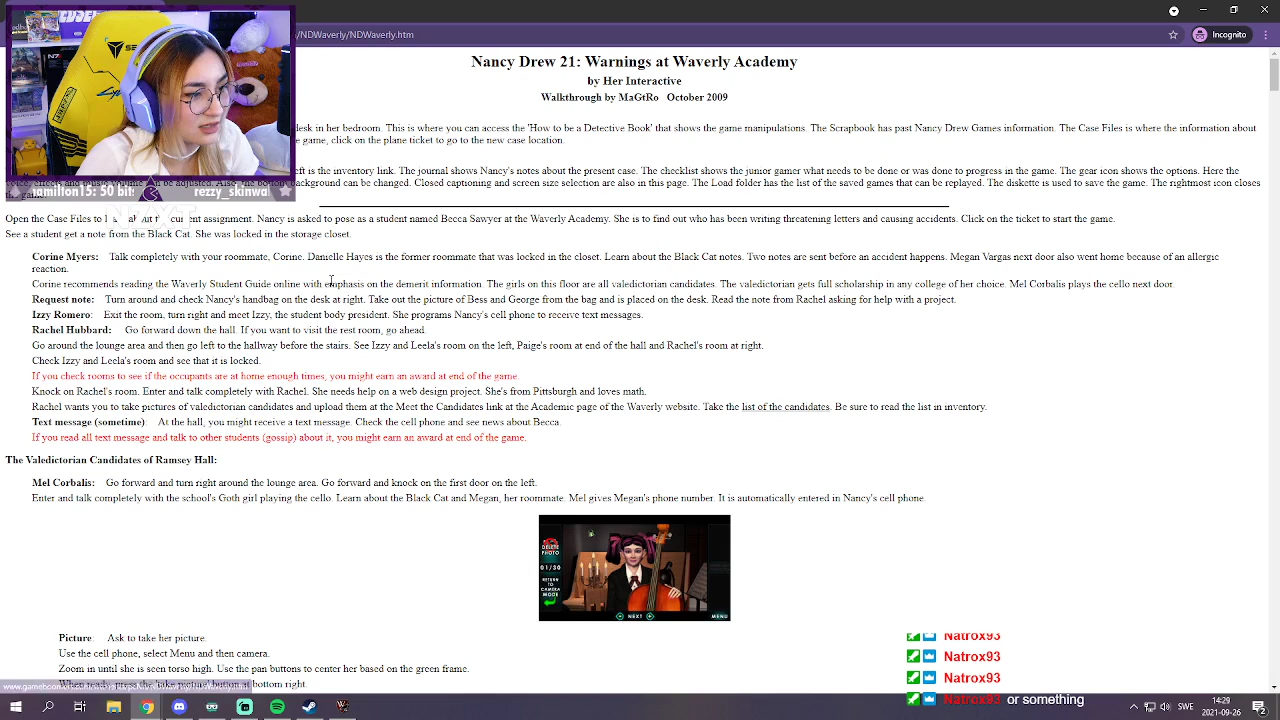 /NDWaverly/NDWaverly.htm
Incognito
Nancy Drew 21: Warnings at Waverly Academy
by Her Interactive
Walkthrough by MaGtRo October 2009
desk in her bedroom. This is where you can access the 'How to be a Detective Book' that shows the game manipulations. The Scrapbook has past Nancy Drew Games information. The Case Files is where the information about
the game, click on the plane ticket to go to the new case location.
eft is the inventory link. The journal shows Nancy's notes about the present case. The checklist shows the junior gamer what needs to be done or was done to progress in the game. The gear icon shows the options. Here the
background can be changed. Closed captioning and screen size selection are also in this page. The Load folder has the list of the saved games that can be replayed. The diskette is used to save the game. The rightmost icon closes
the game.
amilton15: 50 bits
rezzy_skinwa
NZXT
Open the Case Files to assignment. Nancy is asked to pose as a student named Becca Sawyer at the Waverly Academy. She is to find out who has been writing threatening letters and causing accidents. Click on the ticket to start the game.
See a student get a note from the Black Cat. She was locked in the storage closet.
Corine Myers: Talk completely with your roommate, Corine. Danielle Hayes is the former roommate that was locked in the closet. Learn about the Black Cat notes. Two notes are sent before an accident happens. Megan Vargas next door also went home because of an allergic
reaction.
Corine recommends reading the Waverly Student Guide online with emphasis on the demerit information. The girls on this floor are all valedictorian candidates. The valedictorian gets full scholarship in any college of her choice. Mel Corbalis plays the cello next door.
Request note: Turn around and check Nancy's handbag on the desk at right. Take out the picture of Bess and George from the bag and is placed on the desk. Read the note from Rachel asking for help with a project.
Izzy Romero: Exit the room, turn right and meet Izzy, the student body president. She programs Nancy's cell phone to receive text messages.
Rachel Hubbard: Go forward down the hall. If you want to visit the rest room, go ahead.
Go around the lounge area and then go left to the hallway before the stairs. See Izzy and Leela's room on the left, Paige's room at end of the hall and Rachel's room at right.
Check Izzy and Leela's room and see that it is locked.
If you check rooms to see if the occupants are at home enough times, you might earn an award at end of the game.
Knock on Rachel's room. Enter and talk completely with Rachel. She needs help on a web design project. She's from Pittsburgh and loves math.
Rachel wants you to take pictures of valedictorian candidates and upload them at the Meet the Candidates link at the Academic page of the Waverly website. Take the list of the candidates. Be sure to read the list in inventory.
Text message (sometime): At the hall, you might receive a text message. Check the cell phone and see news about Becca.
If you read all text message and talk to other students (gossip) about it, you might earn an award at end of the game.
The Valedictorian Candidates of Ramsey Hall:
Mel Corbalis: Go forward and turn right around the lounge area. Go forward and knock on the first door on the left.
Enter and talk completely with the school's Goth girl playing the cello. Learn about the Black Cat and Megan, her roommate. Mel gives Megan's phone number. It is automatically entered in Nancy's cell phone.
DELETE
PHOTO
01/30
RETURN
TO
CAMERA
MODE
NEXT
MENU
Picture: Ask to take her picture.
Use the cell phone, select Menu and then camera.
Zoom in until she is seen torso high. Use the pan buttons to center her based on the green frame.
When ready, press the 'take picture' button at bottom right.
Natrox93
Natrox93
Natrox93
Natrox93 or something
SVE
14:29
2021-06-26